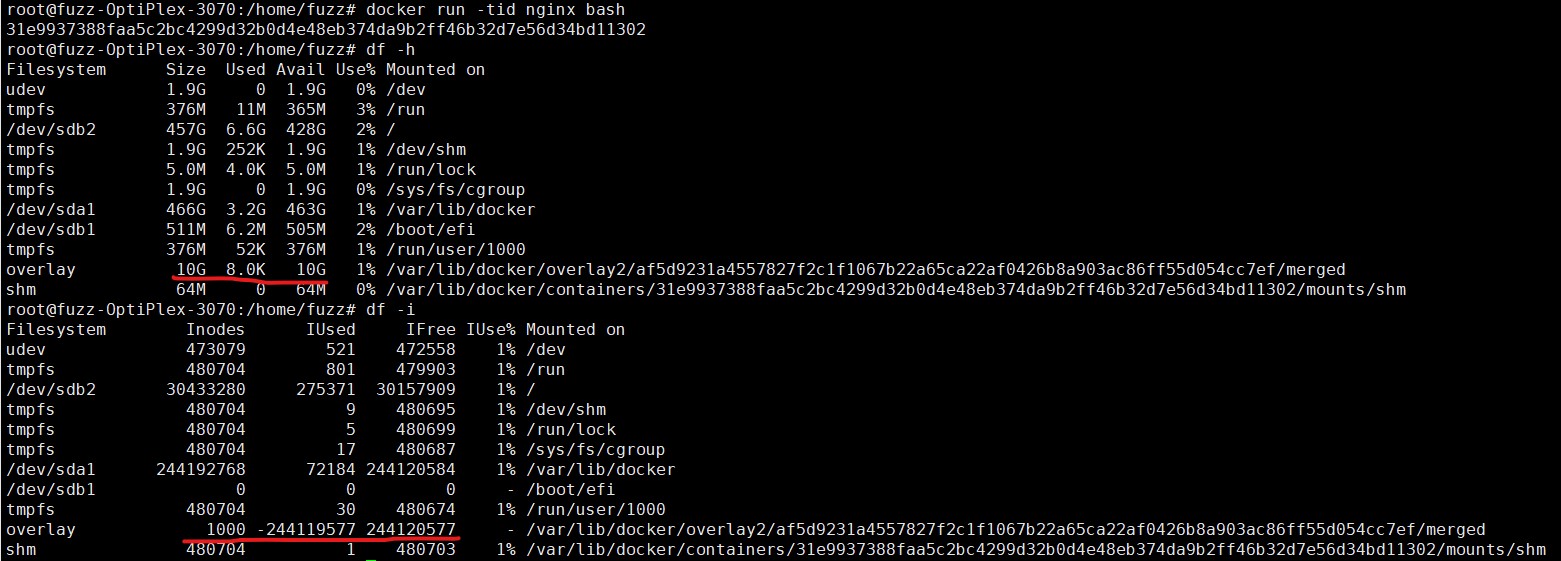 root@fuzz-OptiPlex-3070:/home/fuzz# docker run -tid nginx bash
31e9937388faa5c2bc4299d32b0d4e48eb374da9b2ff46b32d7e56d34bd11302
root@fuzz-OptiPlex-3070:/home/fuzz# df -h
Filesystem      Size  Used Avail Use% Mounted on
udev            1.9G     0  1.9G   0% /dev
tmpfs           376M   11M  365M   3% /run
/dev/sdb2       457G  6.6G  428G   2% /
tmpfs           1.9G  252K  1.9G   1% /dev/shm
tmpfs           5.0M  4.0K  5.0M   1% /run/lock
tmpfs           1.9G     0  1.9G   0% /sys/fs/cgroup
/dev/sda1       466G  3.2G  463G   1% /var/lib/docker
/dev/sdb1       511M  6.2M  505M   2% /boot/efi
tmpfs           376M   52K  376M   1% /run/user/1000
overlay          10G  8.0K   10G   1% /var/lib/docker/overlay2/af5d9231a4557827f2c1f1067b22a65ca22af0426b8a903ac86ff55d054cc7ef/merged
shm              64M     0   64M   0% /var/lib/docker/containers/31e9937388faa5c2bc4299d32b0d4e48eb374da9b2ff46b32d7e56d34bd11302/mounts/shm
root@fuzz-OptiPlex-3070:/home/fuzz# df -i
Filesystem        Inodes      IUsed     IFree IUse% Mounted on
udev              473079        521    472558    1% /dev
tmpfs             480704        801    479903    1% /run
/dev/sdb2       30433280     275371  30157909    1% /
tmpfs             480704          9    480695    1% /dev/shm
tmpfs             480704          5    480699    1% /run/lock
tmpfs             480704         17    480687    1% /sys/fs/cgroup
/dev/sda1      244192768      72184 244120584    1% /var/lib/docker
/dev/sdb1              0          0         0     - /boot/efi
tmpfs             480704         30    480674    1% /run/user/1000
overlay             1000 -244119577 244120577     - /var/lib/docker/overlay2/af5d9231a4557827f2c1f1067b22a65ca22af0426b8a903ac86ff55d054cc7ef/merged
shm               480704          1    480703    1% /var/lib/docker/containers/31e9937388faa5c2bc4299d32b0d4e48eb374da9b2ff46b32d7e56d34bd11302/mounts/shm